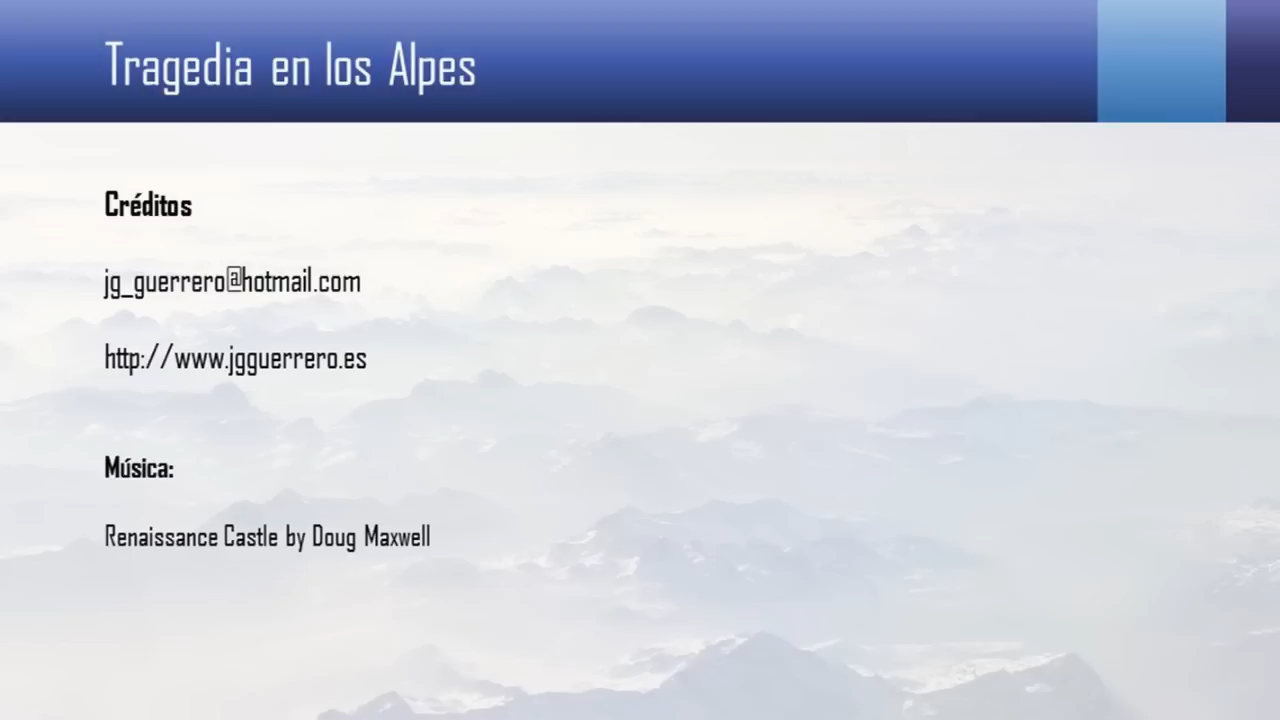 Tragedia en los Alpes
Créditos
jg_guerrero@hotmail.com
http://www.jgguerrero.es
Música:
Renaissance Castle by Doug Maxwell